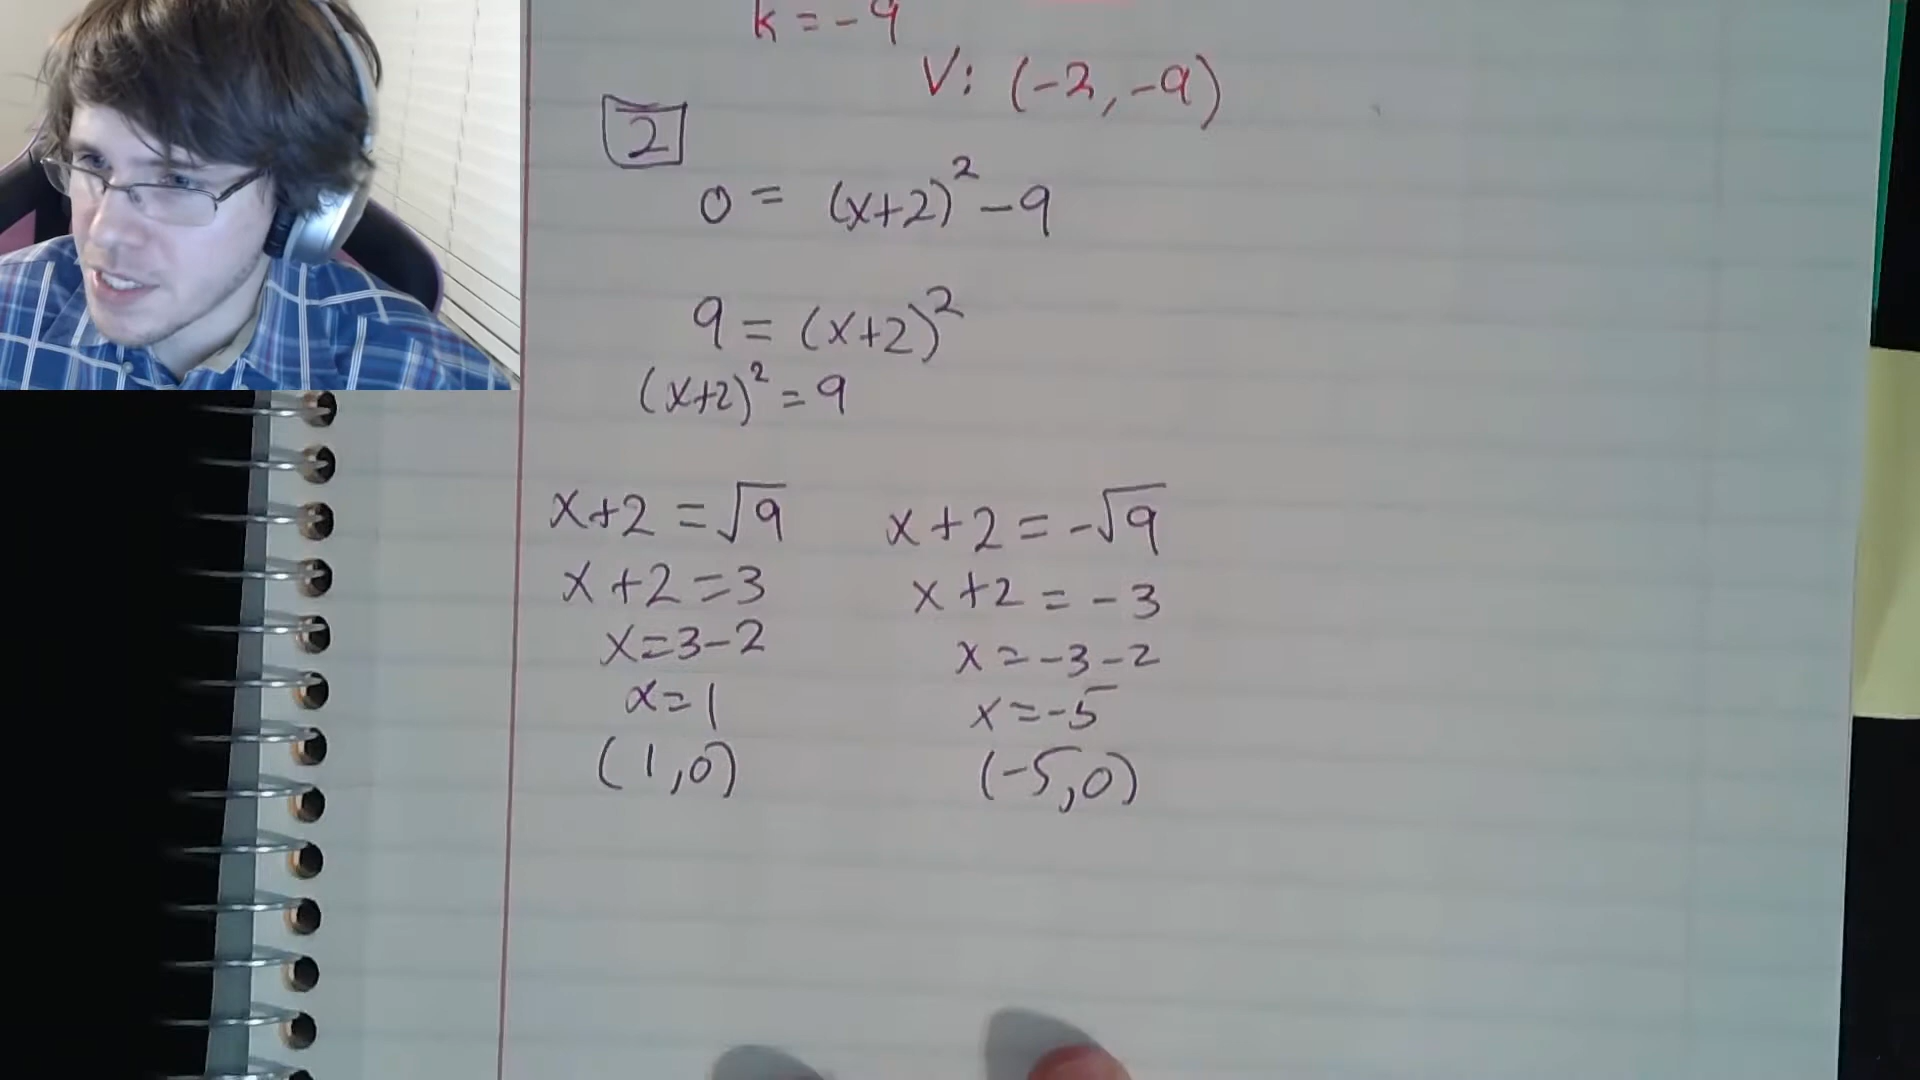 k = -9
V: (-2, -9)
2
0 = (x+2)² - 9
9 = (x+2)²
(x+2)² = 9
x+2 = √9
x+2 = 3
x = 3-2
x = 1
(1,0)
x+2 = -√9
x+2 = -3
x = -3-2
x = -5
(-5,0)